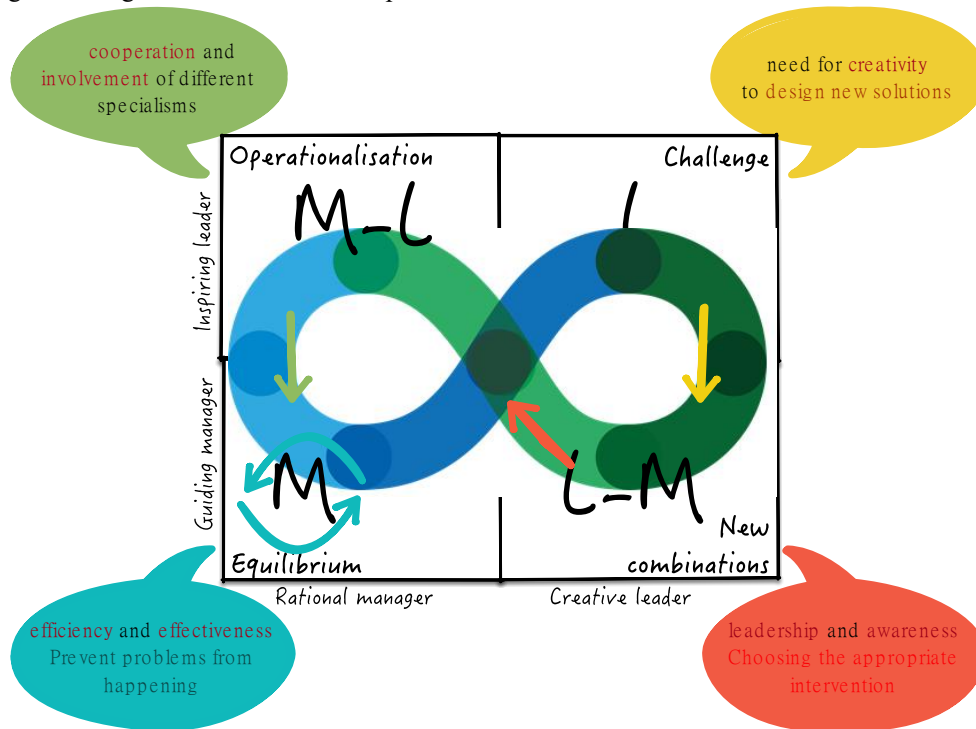 cooperation and
involvement of different
specialisms
need for creativity
to design new solutions
Operationalisation
Challenge
M-L
L
Inspiring leader
Guiding manager
M
L-M
New
combinations
Equilibrium
Rational manager
Creative leader
efficiency and effectiveness
Prevent problems from
happening
leadership and awareness
Choosing the appropriate
intervention